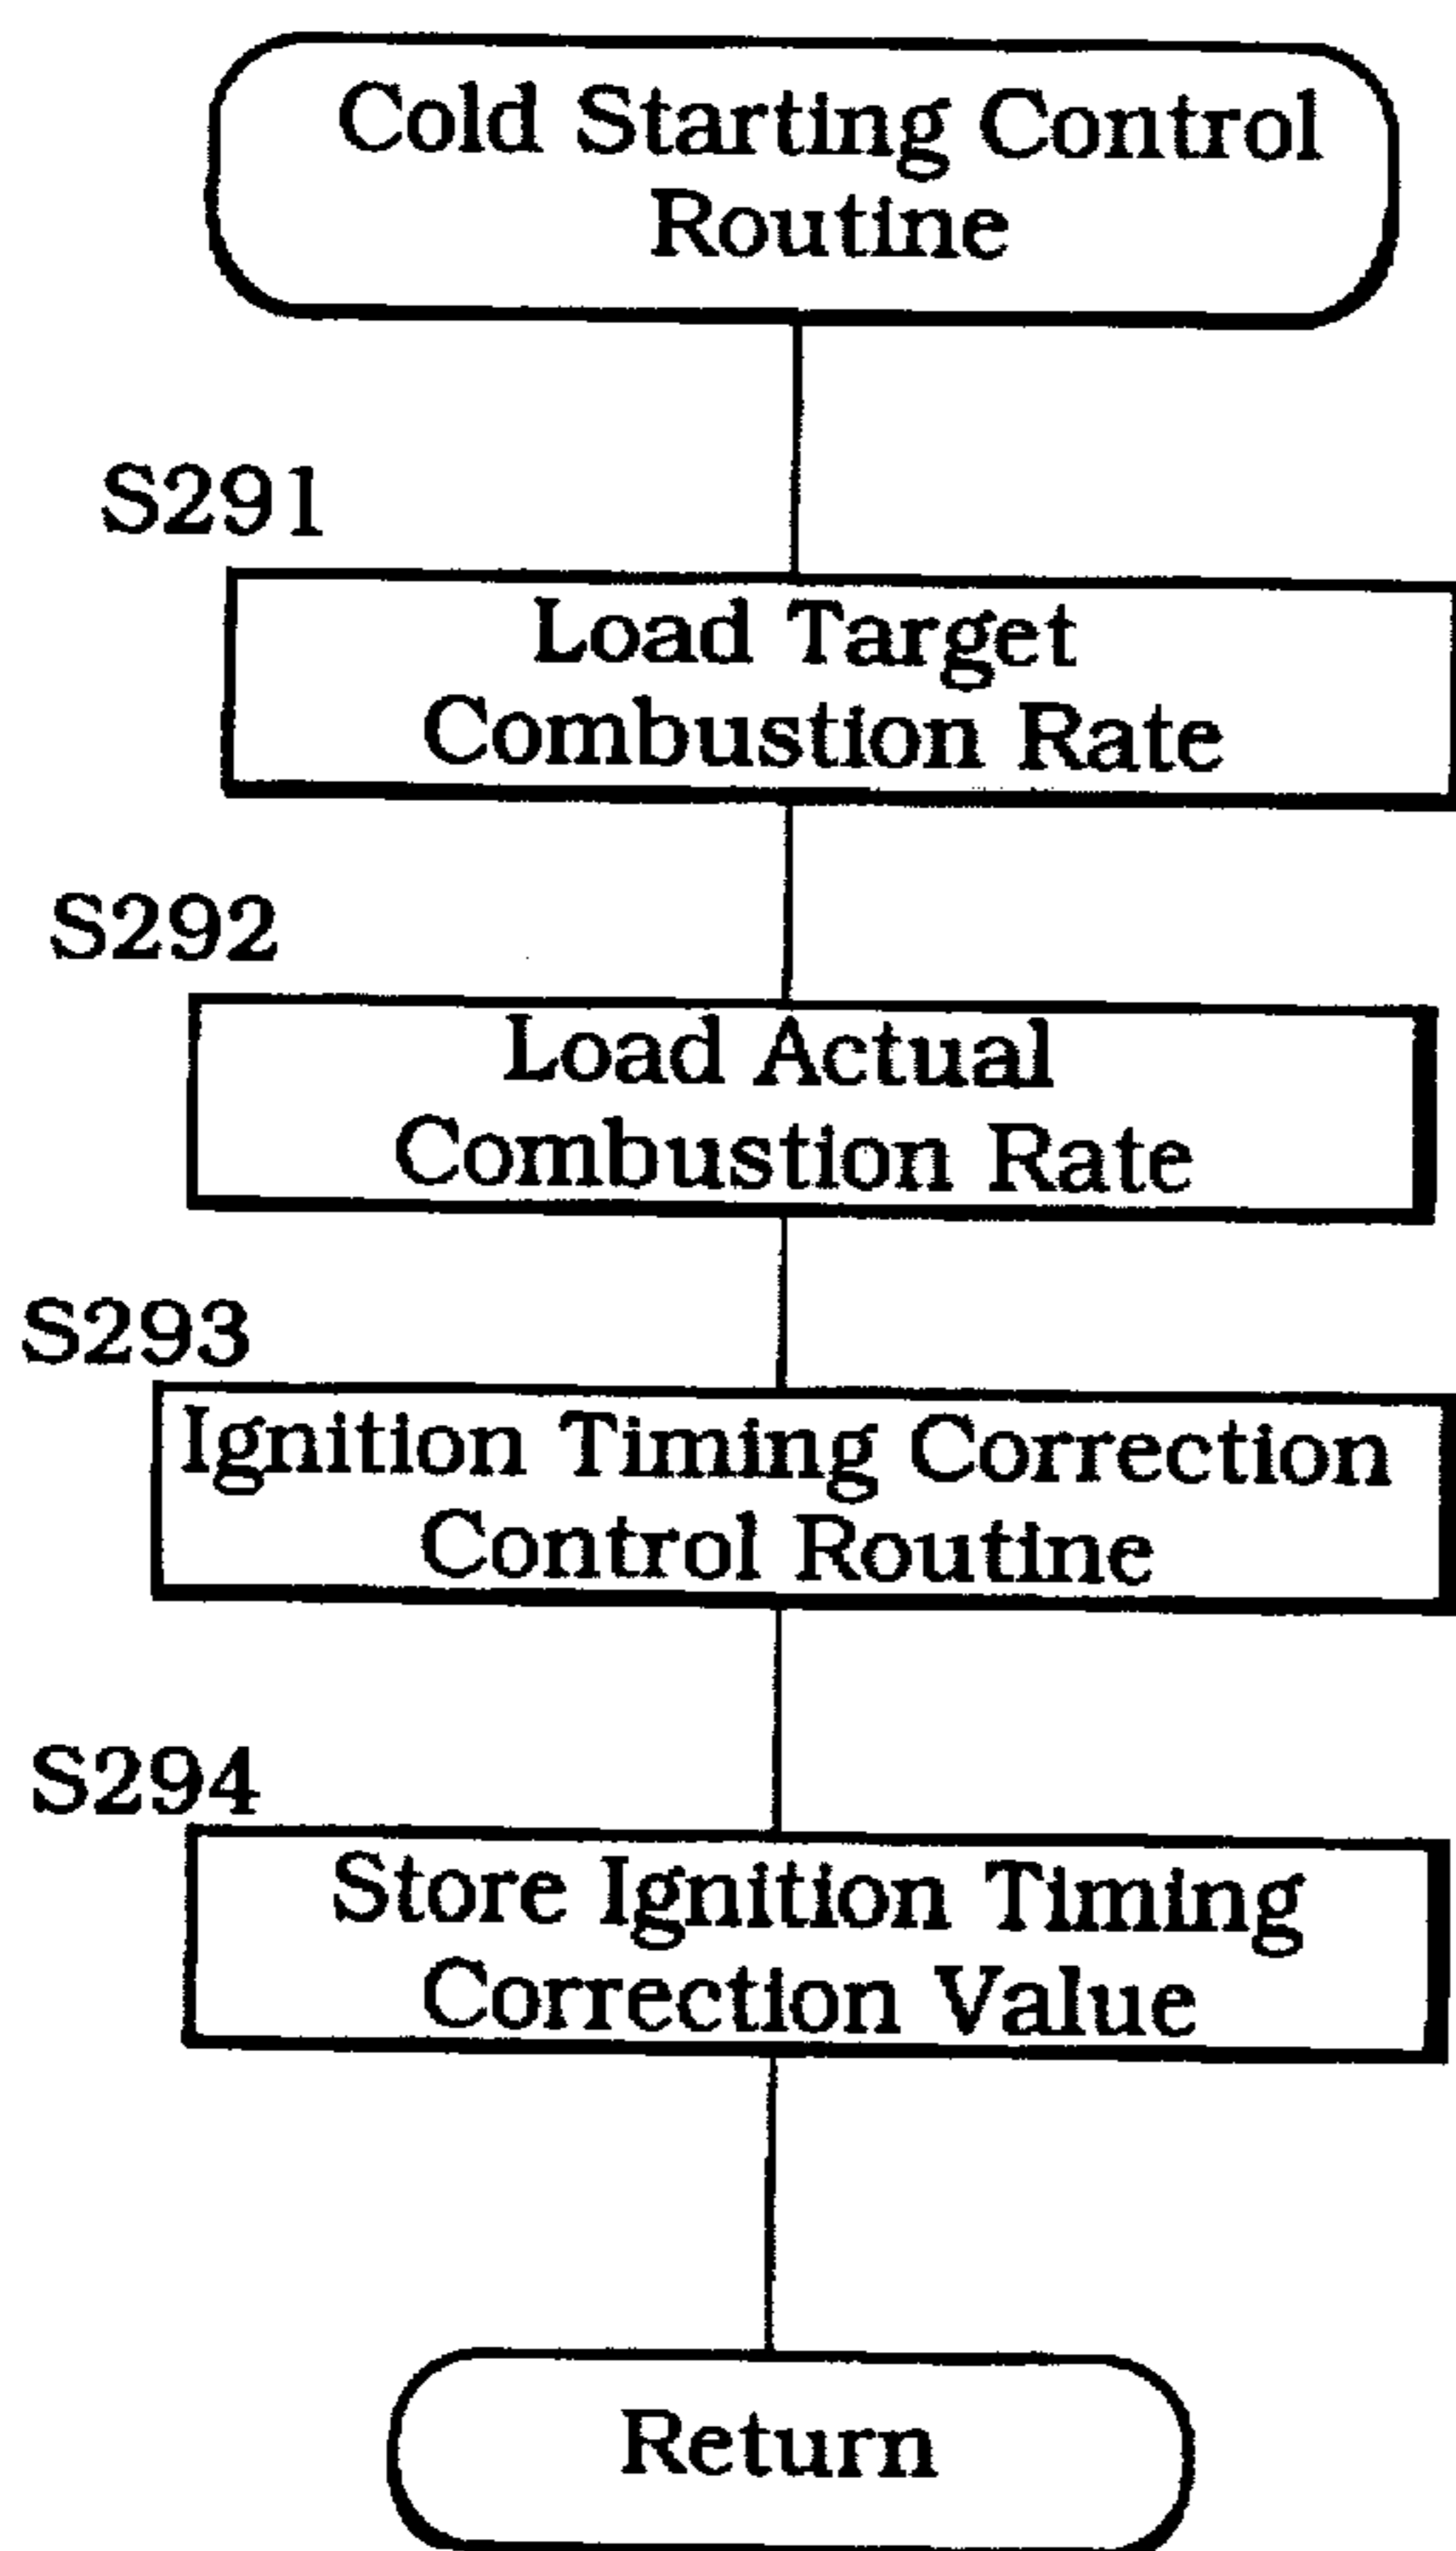 Cold Starting Control
Routine
S291
Load Target
Combustion Rate
S292
Load Actual
Combustion Rate
S293
Ignition Timing Correction
Control Routine
S294
Store Ignition Timing
Correction Value
Return